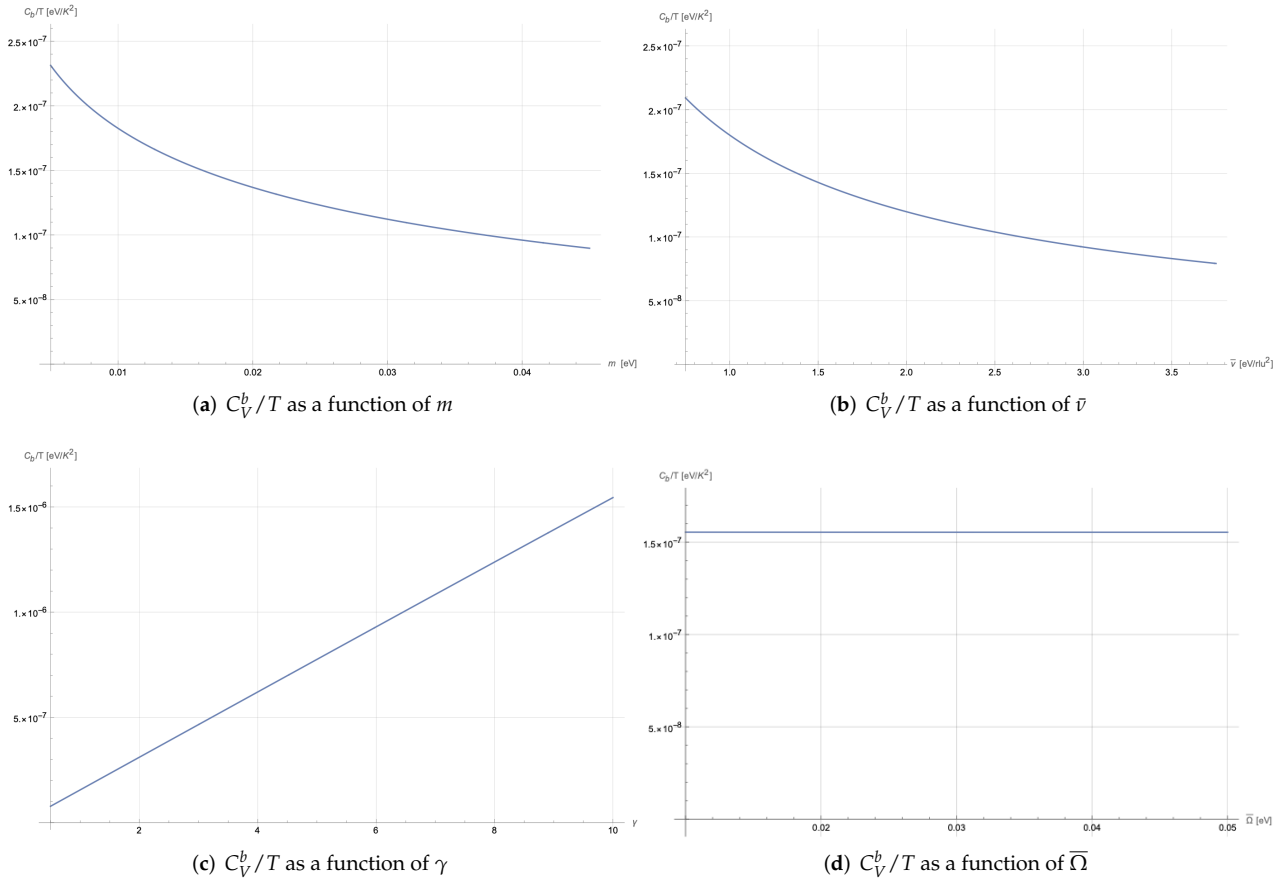 C_b/T [eV/K²]
2.5×10⁻⁷
2.×10⁻⁷
1.5×10⁻⁷
1.×10⁻⁷
5.×10⁻⁸
0.01 0.02 0.03 0.04
m [eV]
(a) C_V^b/T as a function of m
C_b/T [eV/K²]
2.5×10⁻⁷
2.×10⁻⁷
1.5×10⁻⁷
1.×10⁻⁷
5.×10⁻⁸
1.0 1.5 2.0 2.5 3.0 3.5
v̄ [eV/rlu²]
(b) C_V^b/T as a function of v̄
C_b/T [eV/K²]
1.5×10⁻⁶
1.×10⁻⁶
5.×10⁻⁷
2 4 6 8 10
γ
(c) C_V^b/T as a function of γ
C_b/T [eV/K²]
1.5×10⁻⁷
1.×10⁻⁷
5.×10⁻⁸
0.02 0.03 0.04 0.05
Ω̅ [eV]
(d) C_V^b/T as a function of Ω̅